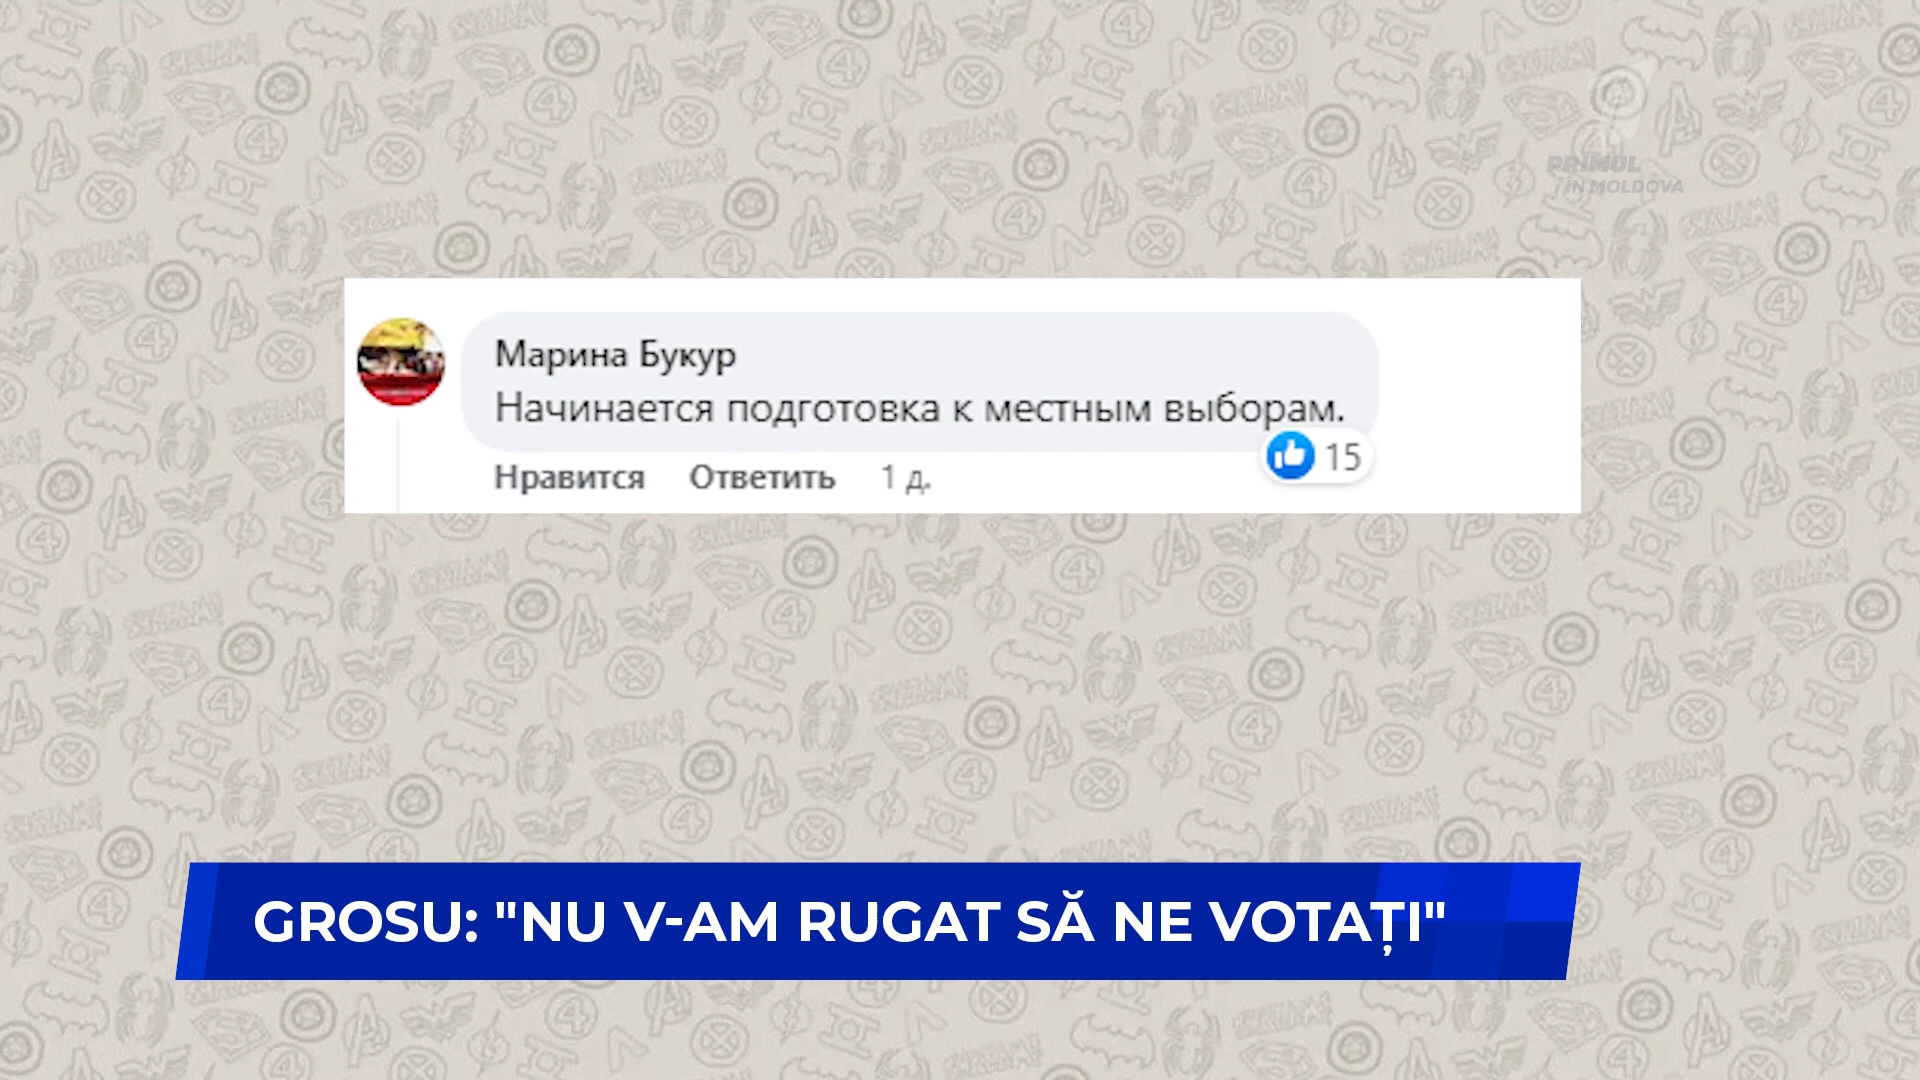 PRIMUL
ÎN MOLDOVA
Марина Букур
Начинается подготовка к местным выборам.
Нравится Ответить 1 д. 15
GROSU: "NU V-AM RUGAT SĂ NE VOTAȚI"